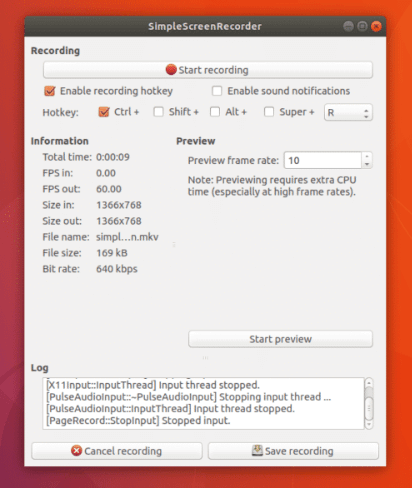 SimpleScreenRecorder
Recording
Start recording
Enable recording hotkey Enable sound notifications
Hotkey: Ctrl + Shift + Alt + Super + R
Information Preview
Total time: 0:00:09
Preview frame rate: 10
FPS in: 0.00
FPS out: 60.00
Note: Previewing requires extra CPU
time (especially at high frame rates).
Size in: 1366x768
Size out: 1366x768
File name: simpl...n.mkv
File size: 169 kB
Bit rate: 640 kbps
Start preview
Log
[X11Input::InputThread] Input thread stopped.
[PulseAudioInput::~PulseAudioInput] Stopping input thread ...
[PulseAudioInput::InputThread] Input thread stopped.
[PageRecord::StopInput] Stopped input.
Cancel recording Save recording